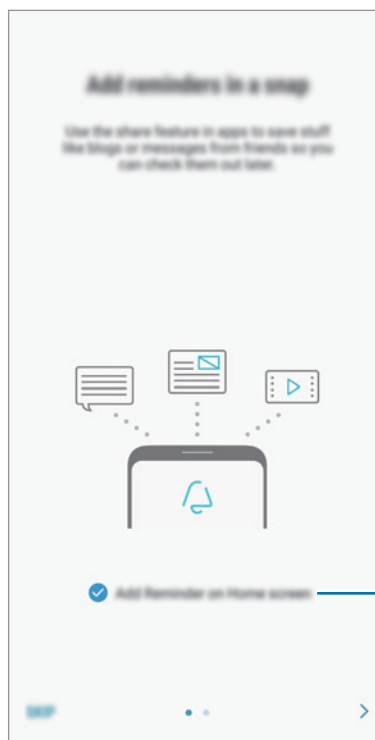 Add reminders in a snap
Use the share feature in apps to save stuff
like blogs or messages from friends so you
can check them out later.
Add Reminder on Home screen
SKIP